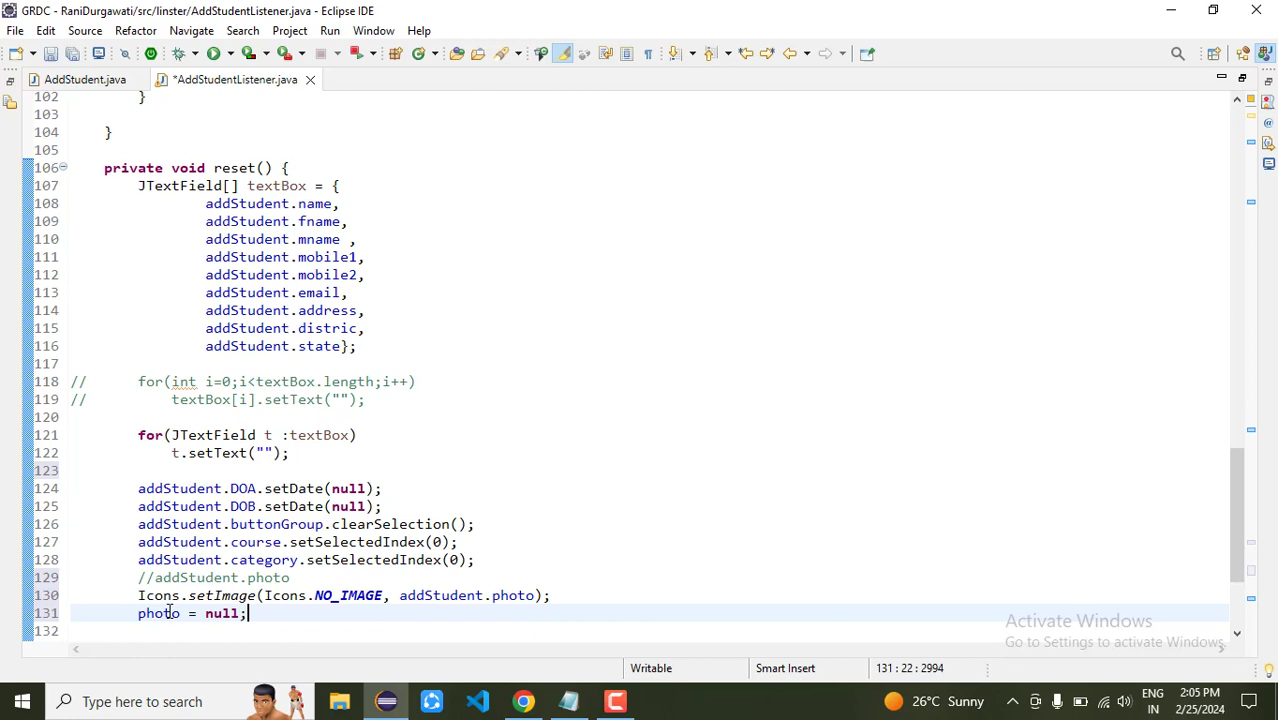 GRDC - RaniDurgawati/src/linster/AddStudentListener.java - Eclipse IDE
File Edit Source Refactor Navigate Search Project Run Window Help
AddStudent.java *AddStudentListener.java
102 }
103
104 }
105
106 private void reset() {
107 JTextField[] textBox = {
108 addStudent.name,
109 addStudent.fname,
110 addStudent.mname ,
111 addStudent.mobile1,
112 addStudent.mobile2,
113 addStudent.email,
114 addStudent.address,
115 addStudent.distric,
116 addStudent.state};
117
118 // for(int i=0;i<textBox.length;i++)
119 // textBox[i].setText("");
120
121 for(JTextField t :textBox)
122 t.setText("");
123
124 addStudent.DOA.setDate(null);
125 addStudent.DOB.setDate(null);
126 addStudent.buttonGroup.clearSelection();
127 addStudent.course.setSelectedIndex(0);
128 addStudent.category.setSelectedIndex(0);
129 //addStudent.photo
130 Icons.setImage(Icons.NO_IMAGE, addStudent.photo);
131 photo = null;
132
Activate Windows
Go to Settings to activate Windows.
Writable Smart Insert 131 : 22 : 2994
Type here to search 26°C Sunny ENG IN 2:05 PM 2/25/2024